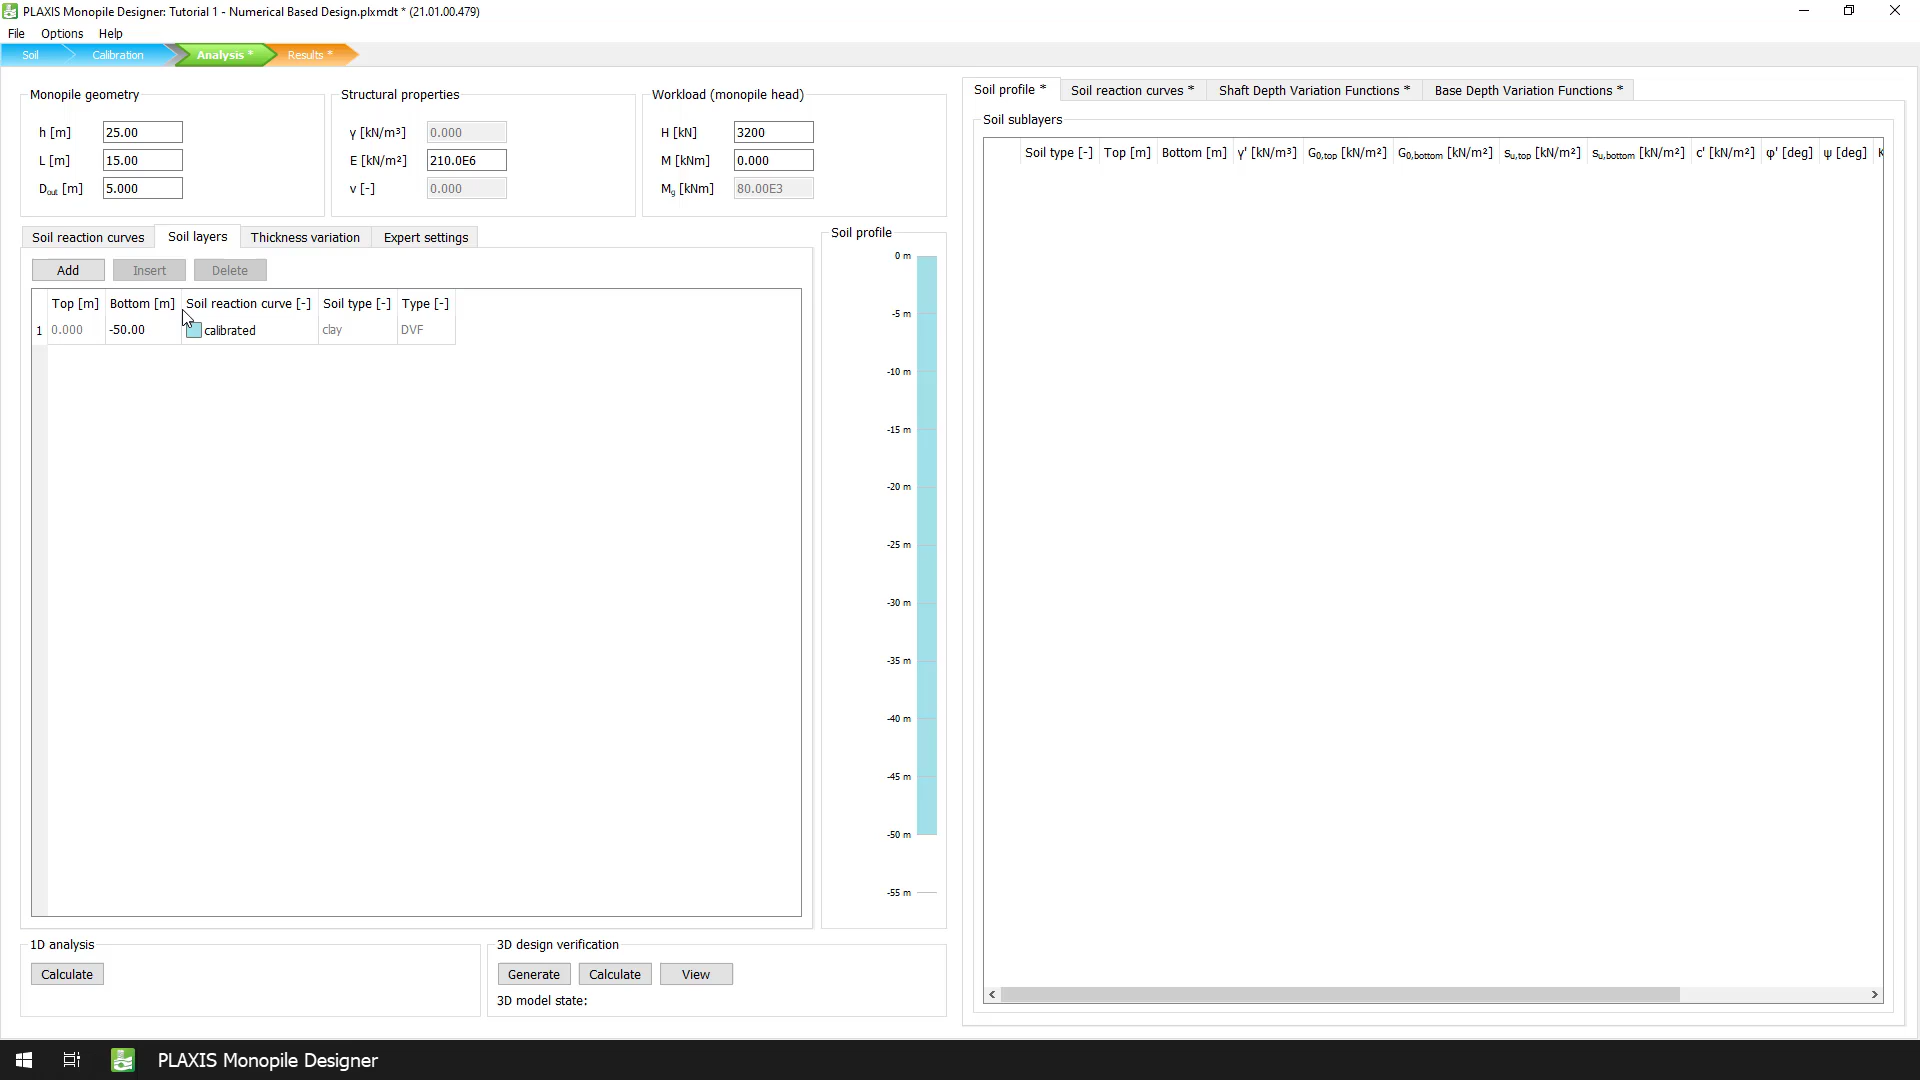 PLAXIS Monopile Designer: Tutorial 1 - Numerical Based Design.plxmdt * (21.01.00.479)
File Options Help
Soil Calibration Analysis * Results *
Monopile geometry
h [m] 25.00
L [m] 15.00
Dout [m] 5.000
Structural properties
γ [kN/m³] 0.000
E [kN/m²] 210.0E6
ν [-] 0.000
Workload (monopile head)
H [kN] 3200
M [kNm] 0.000
Mg [kNm] 80.00E3
Soil reaction curves Soil layers Thickness variation Expert settings
Add Insert Delete
Top [m] Bottom [m] Soil reaction curve [-] Soil type [-] Type [-]
1 0.000 -50.00 calibrated clay DVF
Soil profile
0 m
-5 m
-10 m
-15 m
-20 m
-25 m
-30 m
-35 m
-40 m
-45 m
-50 m
-55 m
1D analysis
Calculate
3D design verification
Generate Calculate View
3D model state:
Soil profile * Soil reaction curves * Shaft Depth Variation Functions * Base Depth Variation Functions *
Soil sublayers
Soil type [-] Top [m] Bottom [m] γ' [kN/m³] G0,top [kN/m²] G0,bottom [kN/m²] su,top [kN/m²] su,bottom [kN/m²] c' [kN/m²] φ' [deg] ψ [deg] K
PLAXIS Monopile Designer